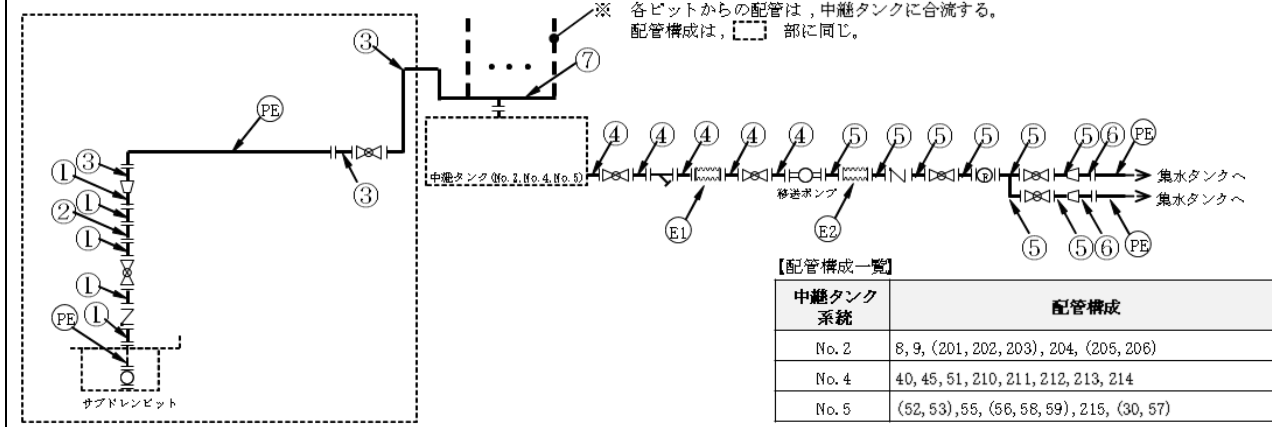 ※ 各ピットからの配管は，中継タンクに合流する。
配管構成は， 部に同じ。
③
⑦
PE
④ ④ ④ ④ ④ ⑤ ⑤ ⑤ ⑤ ⑤ ⑤ ⑥ PE
③
①
①
②
①
③
中継タンク(No.2,No.4,No.5)
移送ポンプ
R
集水タンクへ
集水タンクへ
E1
E2
⑤ ⑤ ⑥ PE
①
PE ①
サブドレンピット
【配管構成一覧】
中継タンク
系統
配管構成
No.2 8, 9, (201, 202, 203), 204, (205, 206)
No.4 40, 45, 51, 210, 211, 212, 213, 214
No.5 (52, 53),55, (56, 58, 59), 215, (30, 57)